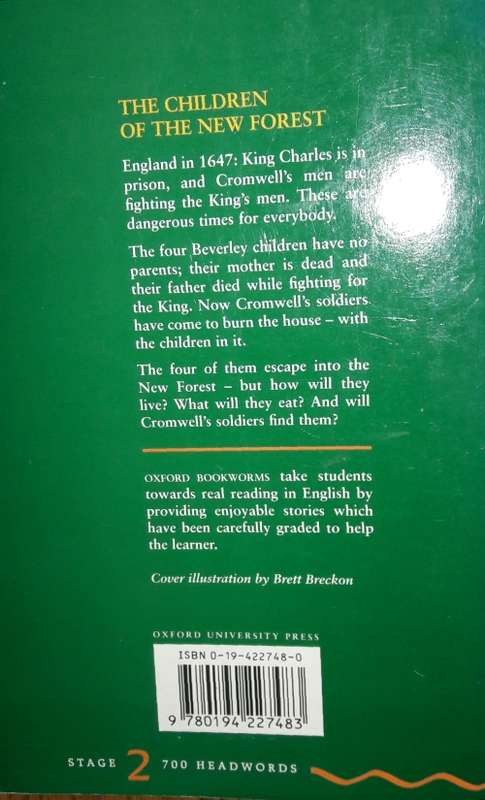 THE CHILDREN
OF THE NEW FOREST
England in 1647: King Charles is in
prison, and Cromwell's men are
fighting the King's men. These are
dangerous times for everybody.
The four Beverley children have no
parents; their mother is dead and
their father died while fighting for
the King. Now Cromwell's soldiers
have come to burn the house – with
the children in it.
The four of them escape into the
New Forest – but how will they
live? What will they eat? And will
Cromwell's soldiers find them?
OXFORD BOOKWORMS take students
towards real reading in English by
providing enjoyable stories which
have been carefully graded to help
the learner.
Cover illustration by Brett Breckon
OXFORD UNIVERSITY PRESS
ISBN 0-19-422748-0
9 780194 227483
STAGE 2 700 HEADWORDS